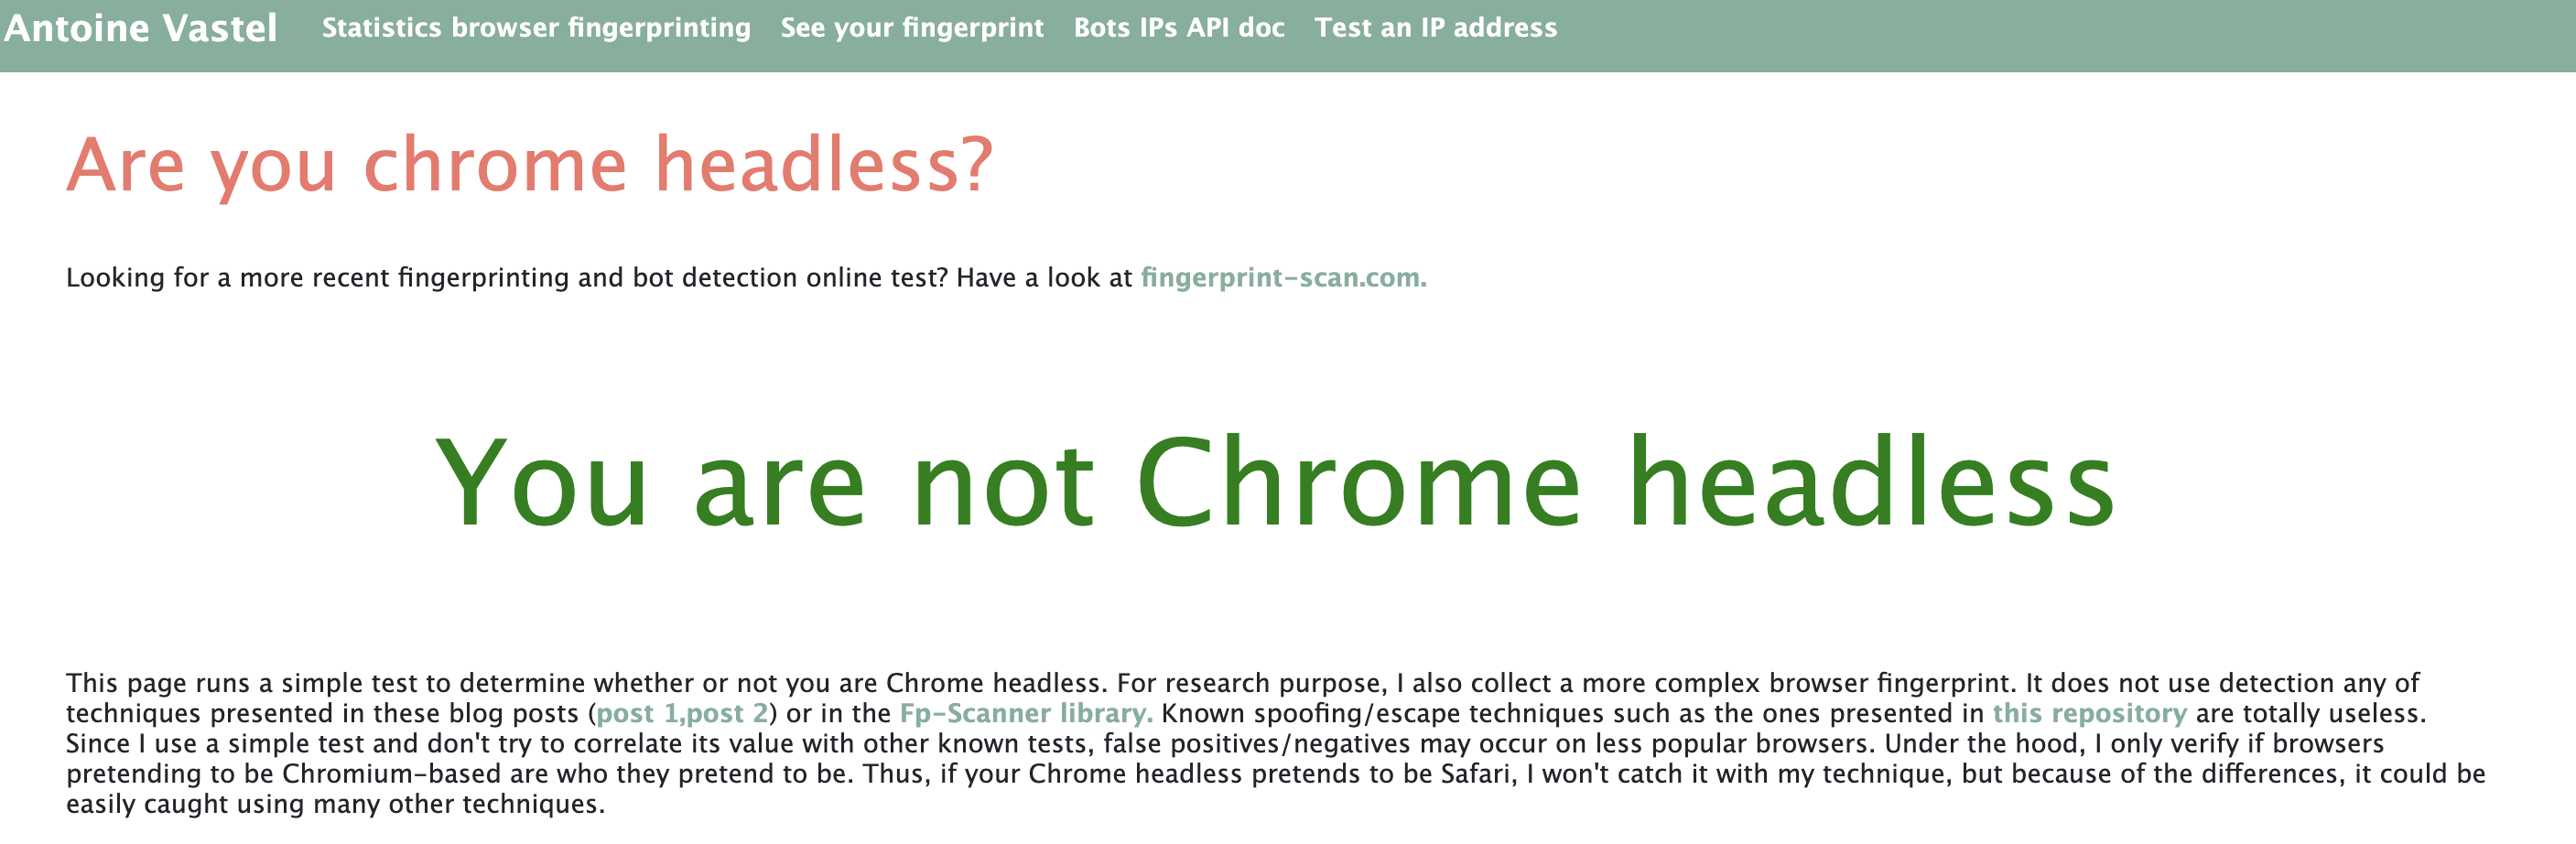 Antoine Vastel Statistics browser fingerprinting See your fingerprint Bots IPs API doc Test an IP address
Are you chrome headless?
Looking for a more recent fingerprinting and bot detection online test? Have a look at fingerprint-scan.com.
You are not Chrome headless
This page runs a simple test to determine whether or not you are Chrome headless. For research purpose, I also collect a more complex browser fingerprint. It does not use detection any of
techniques presented in these blog posts (post 1,post 2) or in the Fp-Scanner library. Known spoofing/escape techniques such as the ones presented in this repository are totally useless.
Since I use a simple test and don't try to correlate its value with other known tests, false positives/negatives may occur on less popular browsers. Under the hood, I only verify if browsers
pretending to be Chromium-based are who they pretend to be. Thus, if your Chrome headless pretends to be Safari, I won't catch it with my technique, but because of the differences, it could be
easily caught using many other techniques.